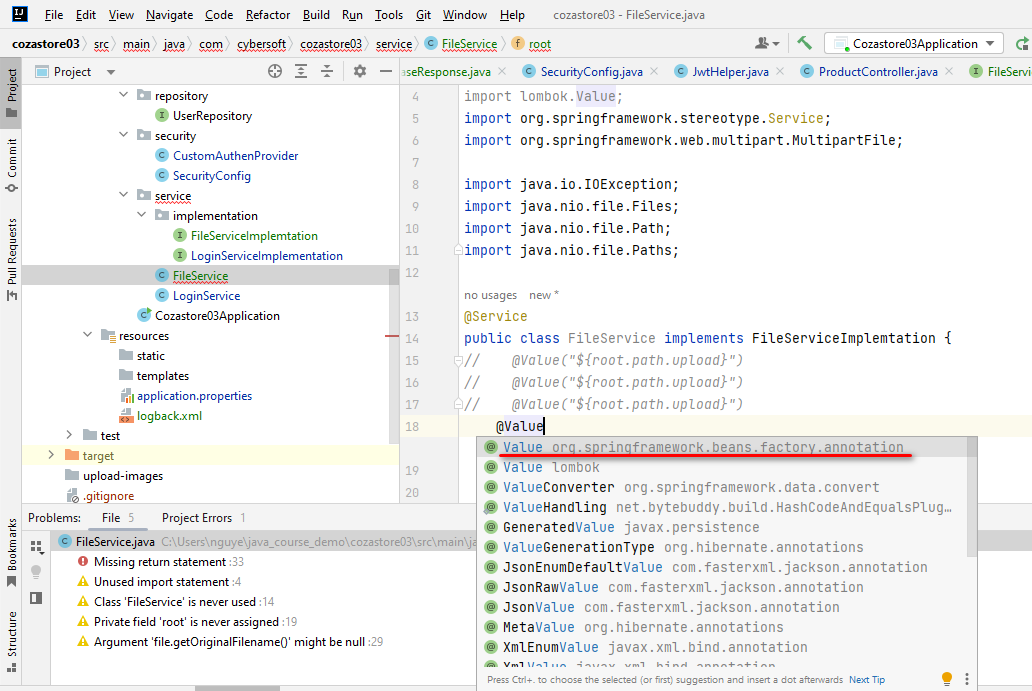 File Edit View Navigate Code Refactor Build Run Tools Git Window Help cozastore03 - FileService.java
cozastore03 src main java com cybersoft cozastore03 service FileService root Cozastore03Application
Project
aseResponse.java SecurityConfig.java JwtHelper.java ProductController.java FileServi
Project
Commit
Pull Requests
Bookmarks
Structure
repository
UserRepository
security
CustomAuthenProvider
SecurityConfig
service
implementation
FileServiceImplemtation
LoginServiceImplementation
FileService
LoginService
Cozastore03Application
resources
static
templates
application.properties
logback.xml
test
target
upload-images
.gitignore
4 import lombok.Value;
5 import org.springframework.stereotype.Service;
6 import org.springframework.web.multipart.MultipartFile;
7
8 import java.io.IOException;
9 import java.nio.file.Files;
10 import java.nio.file.Path;
11 import java.nio.file.Paths;
12
no usages new *
13 @Service
14 public class FileService implements FileServiceImplemtation {
15 // @Value("${root.path.upload}")
16 // @Value("${root.path.upload}")
17 // @Value("${root.path.upload}")
18 @Value
19
20
Value org.springframework.beans.factory.annotation
Value lombok
ValueConverter org.springframework.data.convert
ValueHandling net.bytebuddy.build.HashCodeAndEqualsPlug…
GeneratedValue javax.persistence
ValueGenerationType org.hibernate.annotations
JsonEnumDefaultValue com.fasterxml.jackson.annotation
JsonRawValue com.fasterxml.jackson.annotation
JsonValue com.fasterxml.jackson.annotation
MetaValue org.hibernate.annotations
XmlEnumValue javax.xml.bind.annotation
XmlValue javax.xml.bind.annotation
Press Ctrl+. to choose the selected (or first) suggestion and insert a dot afterwards Next Tip
Problems: File 5 Project Errors 1
FileService.java C:\Users\nguye\java_course_demo\cozastore03\src\main\ja
Missing return statement :33
Unused import statement :4
Class 'FileService' is never used :14
Private field 'root' is never assigned :19
Argument 'file.getOriginalFilename()' might be null :29